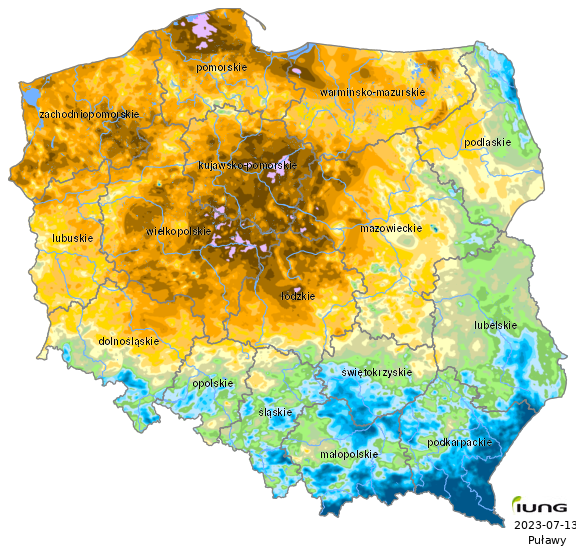 pomorskie
warmińsko-mazurskie
zachodniopomorskie
podlaskie
kujawsko-pomorskie
wielkopolskie
mazowieckie
lubuskie
łódzkie
lubelskie
dolnośląskie
świętokrzyskie
opolskie
śląskie
podkarpackie
małopolskie
IUNG
2023-07-13
Puławy